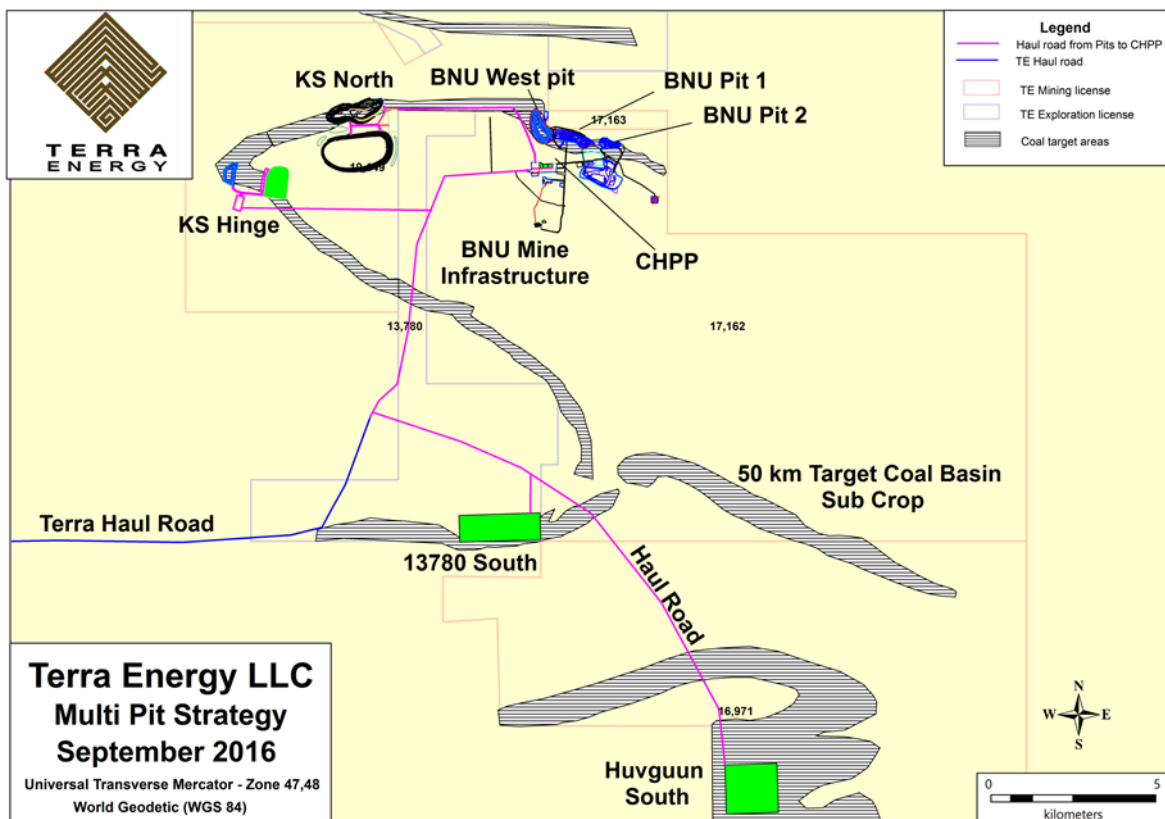 TERRA
ENERGY
Legend
Haul road from Pits to CHPP
TE Haul road
TE Mining license
TE Exploration license
Coal target areas
KS North
BNU West pit
BNU Pit 1
17,163
BNU Pit 2
KS Hinge
BNU Mine
Infrastructure
CHPP
13,780
17,162
50 km Target Coal Basin
Sub Crop
Terra Haul Road
13780 South
Haul Road
16,971
Huvguun
South
Terra Energy LLC
Multi Pit Strategy
September 2016
Universal Transverse Mercator - Zone 47,48
World Geodetic (WGS 84)
N
W
E
S
0
5
kilometers